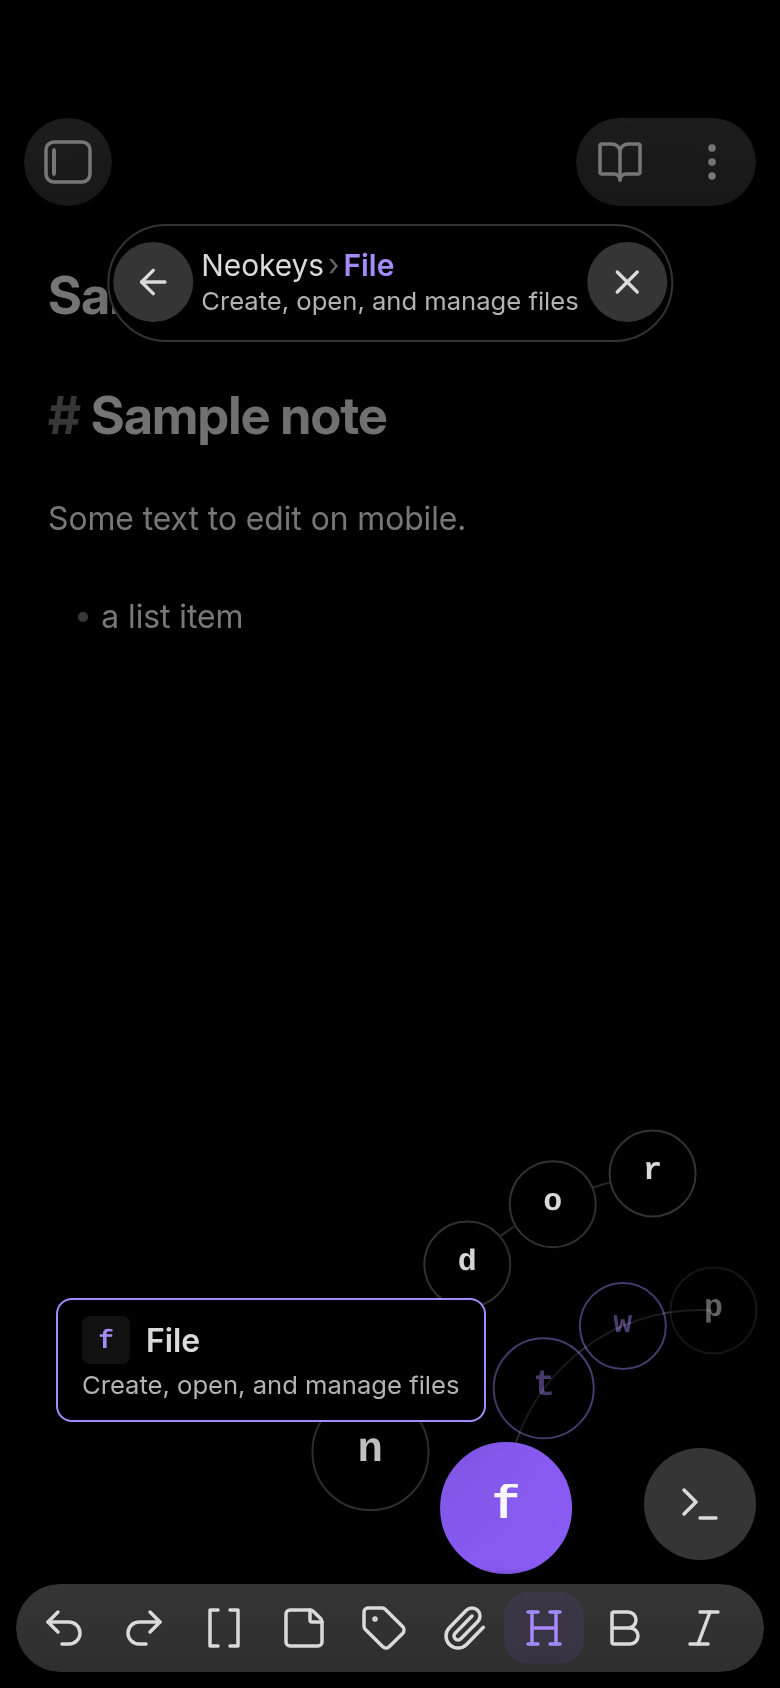 Sa
Neokeys › File
Create, open, and manage files
# Sample note
Some text to edit on mobile.
• a list item
r
o
d
p
w
t
f File
Create, open, and manage files
n
f
>_
[ ]
H B I